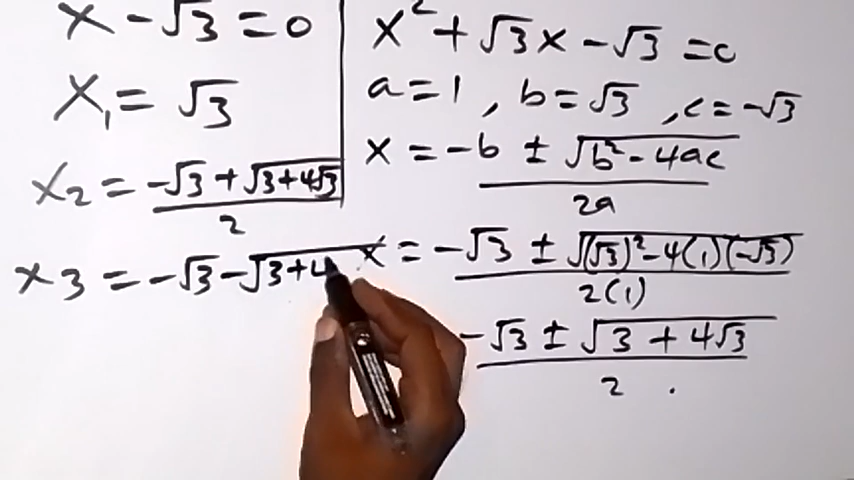 x - √3 = 0
x₁ = √3
x₂ = (-√3 + √(3+4√3))/2
x₃ = -√3 - √(3+4
x² + √3x - √3 = 0
a = 1, b = √3, c = -√3
x = (-b ± √(b² - 4ac))/2a
x = (-√3 ± √((√3)² - 4(1)(-√3)))/2(1)
(-√3 ± √(3 + 4√3))/2.